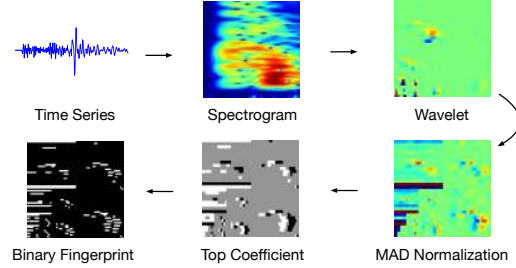 Time Series
Spectrogram
Wavelet
Binary Fingerprint
Top Coefficient
MAD Normalization